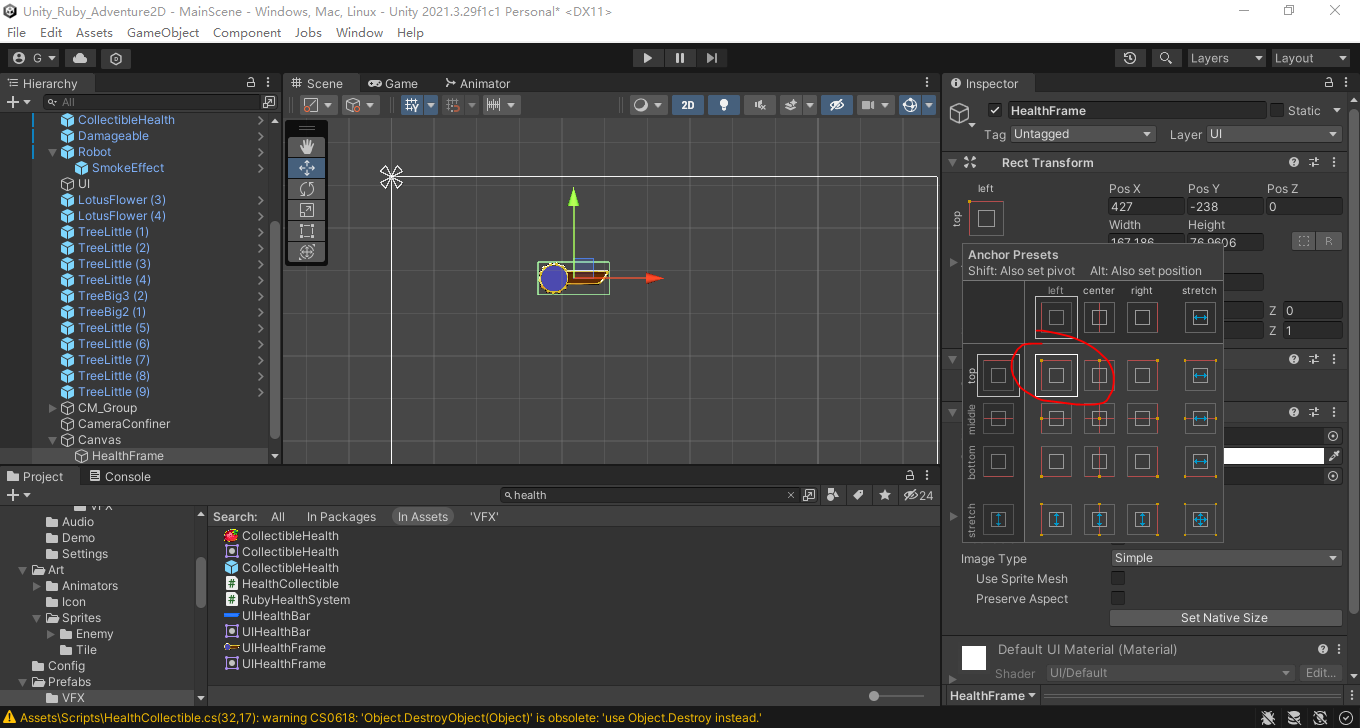 Unity_Ruby_Adventure2D - MainScene - Windows, Mac, Linux - Unity 2021.3.29f1c1 Personal* <DX11>
File Edit Assets GameObject Component Jobs Window Help
G Layers Layout
Hierarchy
All
CollectibleHealth
Damageable
Robot
SmokeEffect
UI
LotusFlower (3)
LotusFlower (4)
TreeLittle (1)
TreeLittle (2)
TreeLittle (3)
TreeLittle (4)
TreeBig3 (2)
TreeBig2 (1)
TreeLittle (5)
TreeLittle (6)
TreeLittle (7)
TreeLittle (8)
TreeLittle (9)
CM_Group
CameraConfiner
Canvas
HealthFrame
Scene Game Animator
2D
Inspector
HealthFrame Static
Tag Untagged Layer UI
Rect Transform
left
top
Pos X Pos Y Pos Z
427 -238 0
Width Height
167.186 76.9606
R
Z 0
Z 1
Anchor Presets
Shift: Also set pivot Alt: Also set position
left center right stretch
top
middle
bottom
stretch
Image Type Simple
Use Sprite Mesh
Preserve Aspect
Set Native Size
Default UI Material (Material)
Shader UI/Default Edit...
HealthFrame
Project Console
health 24
VFX
Audio
Demo
Settings
Art
Animators
Icon
Sprites
Enemy
Tile
Config
Prefabs
VFX
Search: All In Packages In Assets 'VFX'
CollectibleHealth
CollectibleHealth
CollectibleHealth
HealthCollectible
RubyHealthSystem
UIHealthBar
UIHealthBar
UIHealthFrame
UIHealthFrame
Assets\Scripts\HealthCollectible.cs(32,17): warning CS0618: 'Object.DestroyObject(Object)' is obsolete: 'use Object.Destroy instead.'